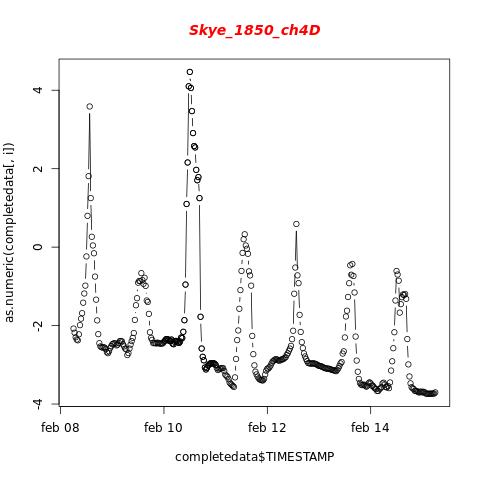 Skye_1850_ch4D
as.numeric(completedata[, i])
4
2
0
-2
-4
feb 08 feb 10 feb 12 feb 14
completedata$TIMESTAMP